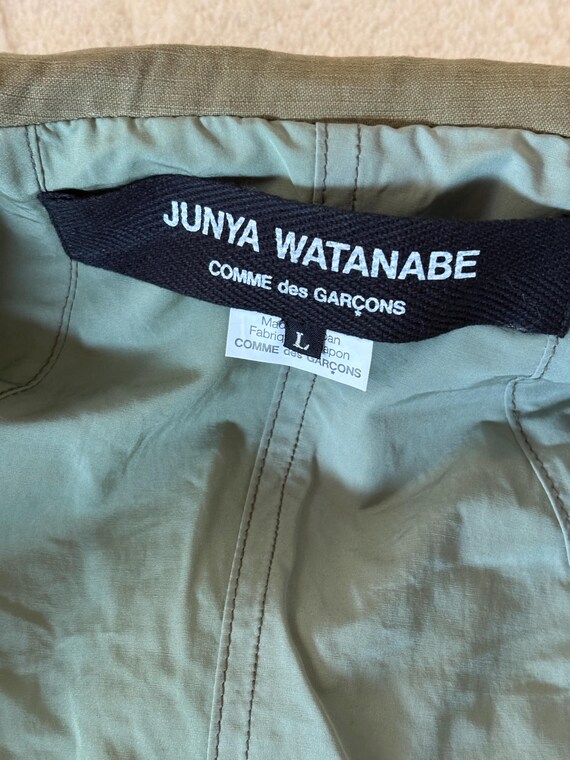 JUNYA WATANABE
COMME des GARÇONS
L
COMME des GARÇONS